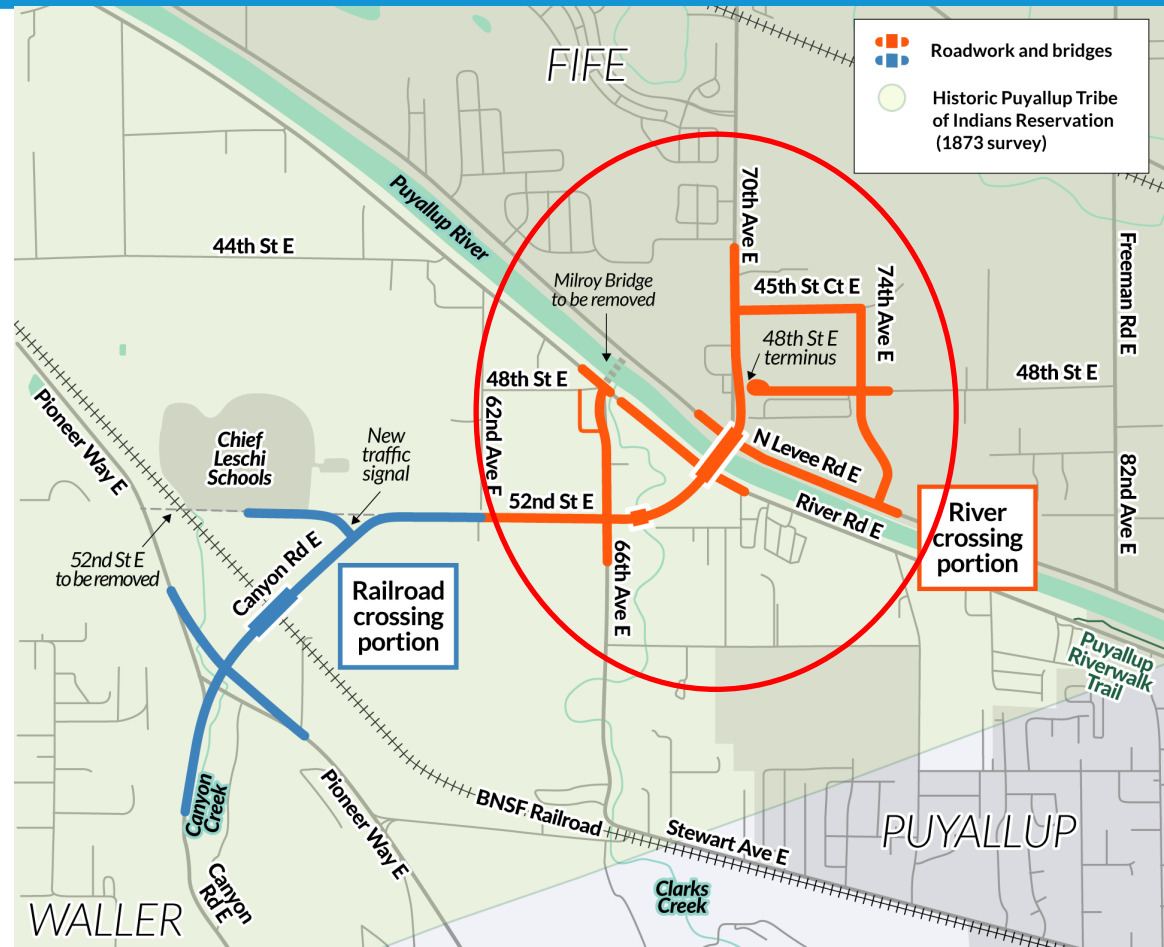 FIFE
Roadwork and bridges
Historic Puyallup Tribe
of Indians Reservation
(1873 survey)
70th Ave E
Puyallup River
44th St E
Freeman Rd E
Milroy Bridge
to be removed
45th St Ct E
74th Ave E
48th St E
terminus
48th St E
48th St E
Pioneer Way E
62nd Ave E
Chief
Leschi
Schools
New
traffic
signal
N Levee Rd E
82nd Ave E
52nd St E
River Rd E
River
crossing
portion
52nd St E
to be removed
Canyon Rd E
66th Ave E
Railroad
crossing
portion
Puyallup
Riverwalk
Trail
Canyon
Creek
Pioneer Way E
BNSF Railroad
Stewart Ave E
PUYALLUP
Canyon
Rd E
Clarks
Creek
WALLER